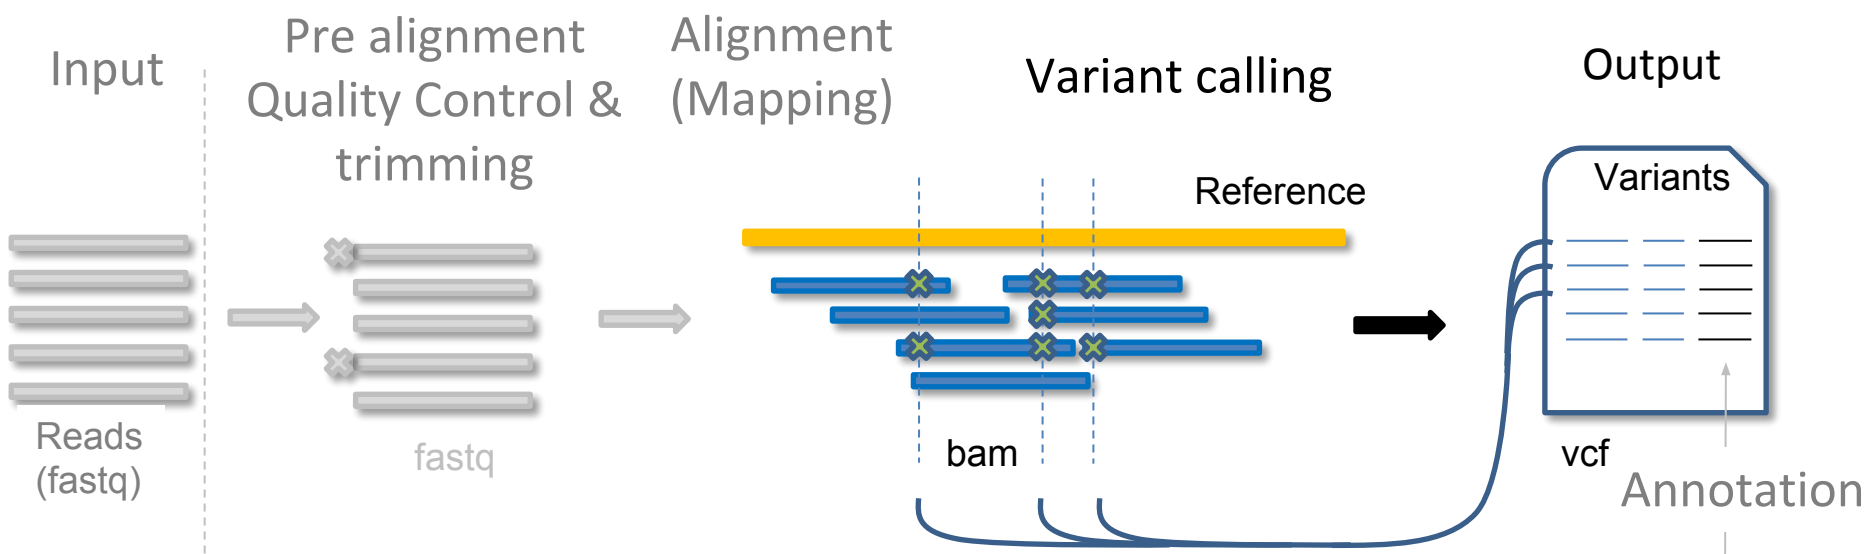 Input
Pre alignment
Quality Control &
trimming
Alignment
(Mapping)
Variant calling
Output
Reference
Variants
Reads
(fastq)
fastq
bam
vcf
Annotation